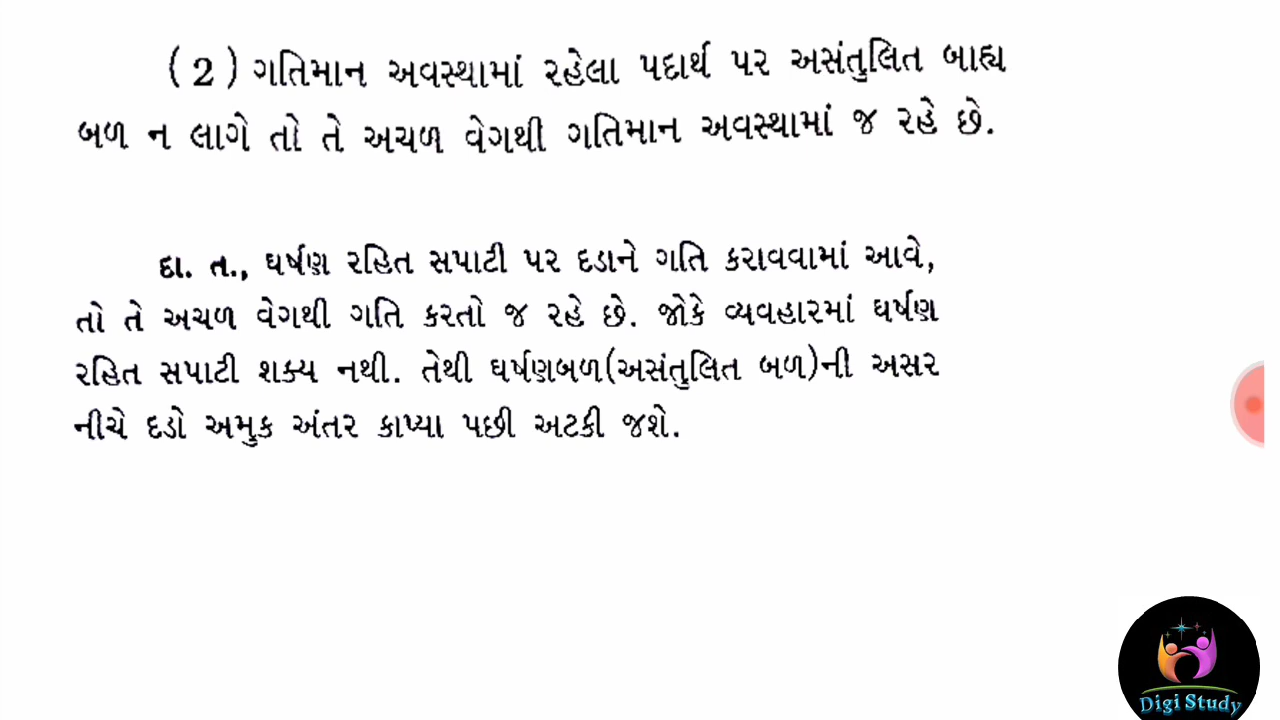 (2) ગતિમાન અવસ્થામાં રહેલા પદાર્થ પર અસંતુલિત બાહ્ય
બળ ન લાગે તો તે અચળ વેગથી ગતિમાન અવસ્થામાં જ રહે છે.
દા. ત., ઘર્ષણ રહિત સપાટી પર દડાને ગતિ કરાવવામાં આવે,
તો તે અચળ વેગથી ગતિ કરતો જ રહે છે. જોકે વ્યવહારમાં ઘર્ષણ
રહિત સપાટી શક્ય નથી. તેથી ઘર્ષણબળ(અસંતુલિત બળ)ની અસર
નીચે દડો અમુક અંતર કાપ્યા પછી અટકી જશે.
Digi Study